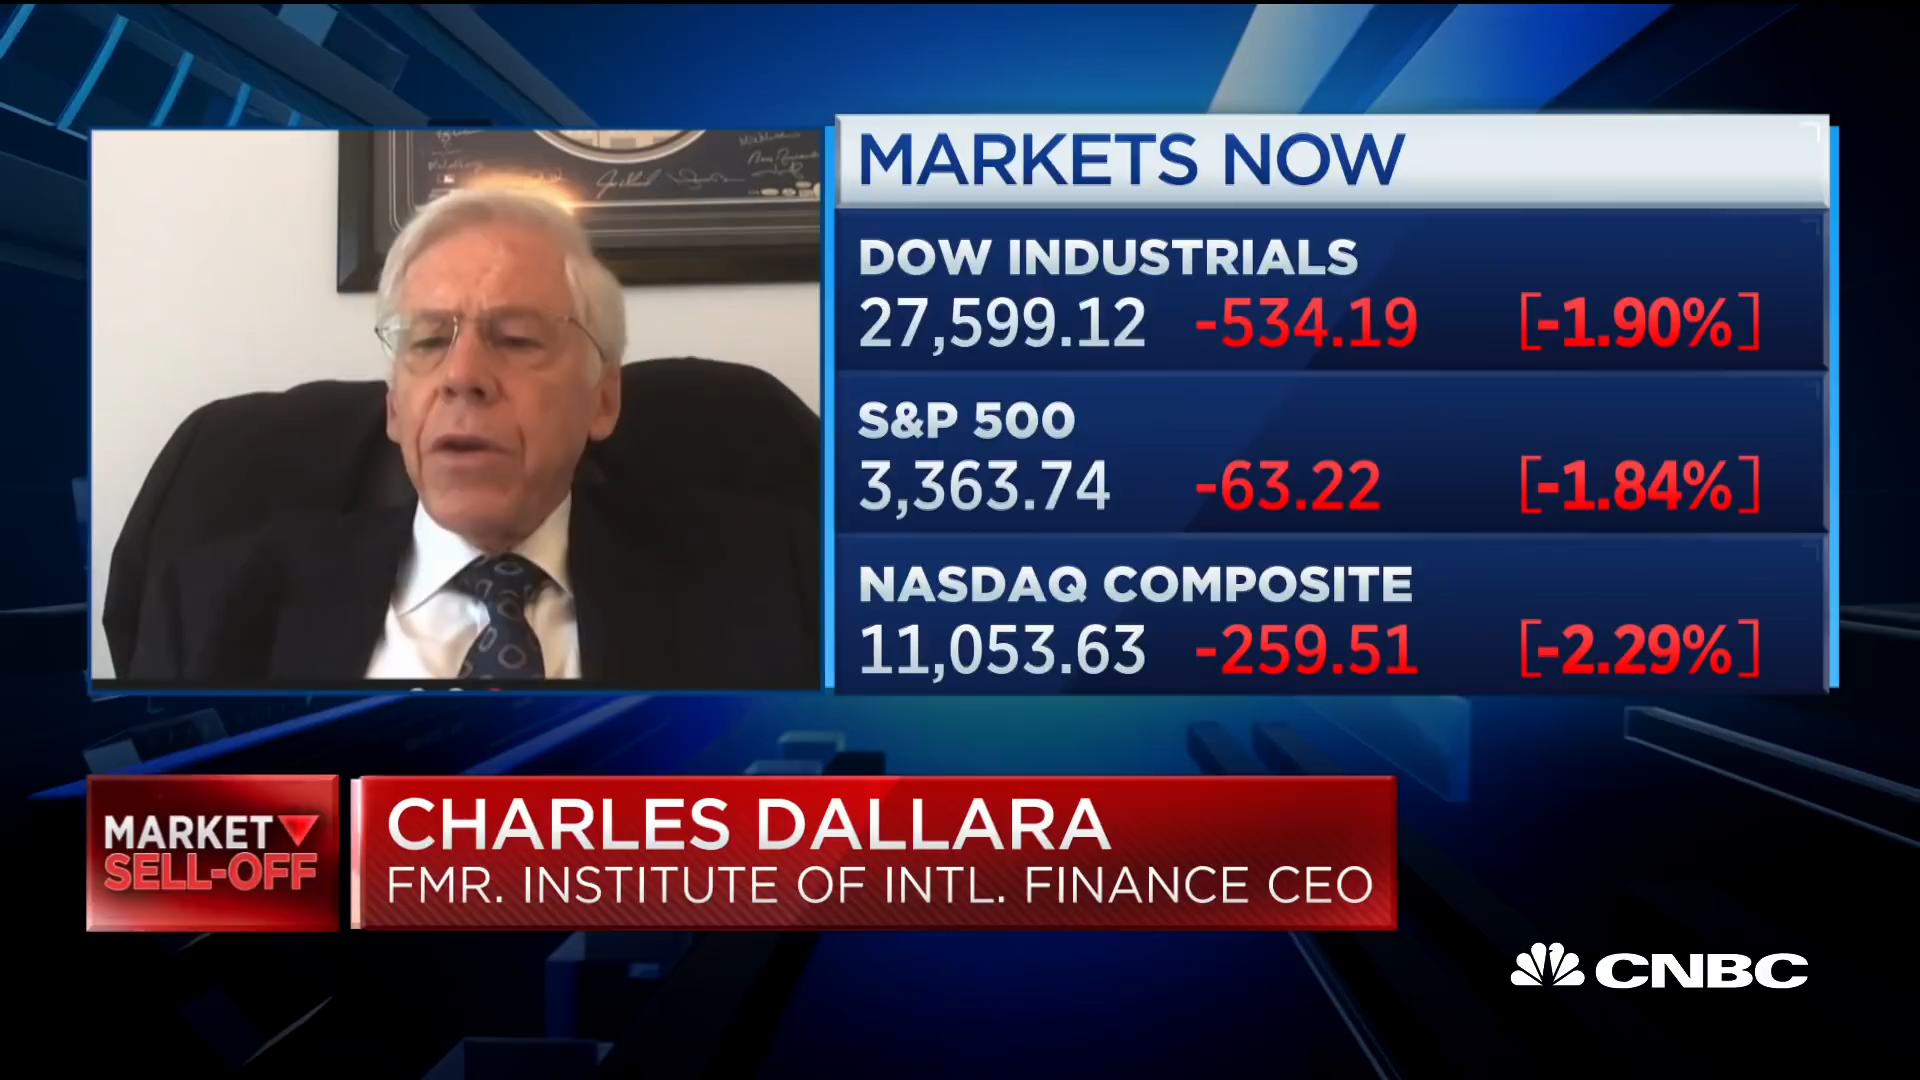 MARKETS NOW
DOW INDUSTRIALS
27,599.12 -534.19 [-1.90%]
S&P 500
3,363.74 -63.22 [-1.84%]
NASDAQ COMPOSITE
11,053.63 -259.51 [-2.29%]
MARKET
SELL-OFF
CHARLES DALLARA
FMR. INSTITUTE OF INTL. FINANCE CEO
CNBC